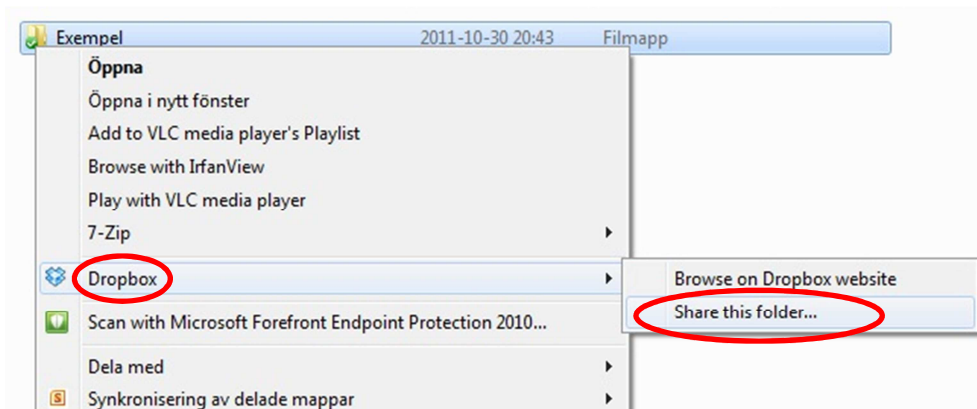 Exempel 2011-10-30 20:43 Filmapp
Öppna
Öppna i nytt fönster
Add to VLC media player's Playlist
Browse with IrfanView
Play with VLC media player
7-Zip
Dropbox
Browse on Dropbox website
Share this folder...
Scan with Microsoft Forefront Endpoint Protection 2010...
Dela med
Synkronisering av delade mappar